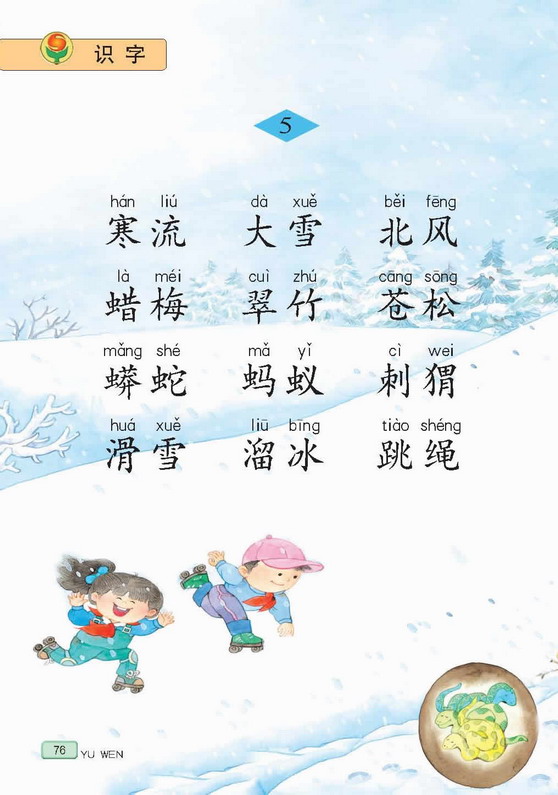 识字
5
hán liú dà xuě běi fēng
寒流 大雪 北风
là méi cuì zhú cāng sōng
蜡梅 翠竹 苍松
mǎng shé mǎ yǐ cì wei
蟒蛇 蚂蚁 刺猬
huá xuě liū bīng tiào shéng
滑雪 溜冰 跳绳
76 YU WEN